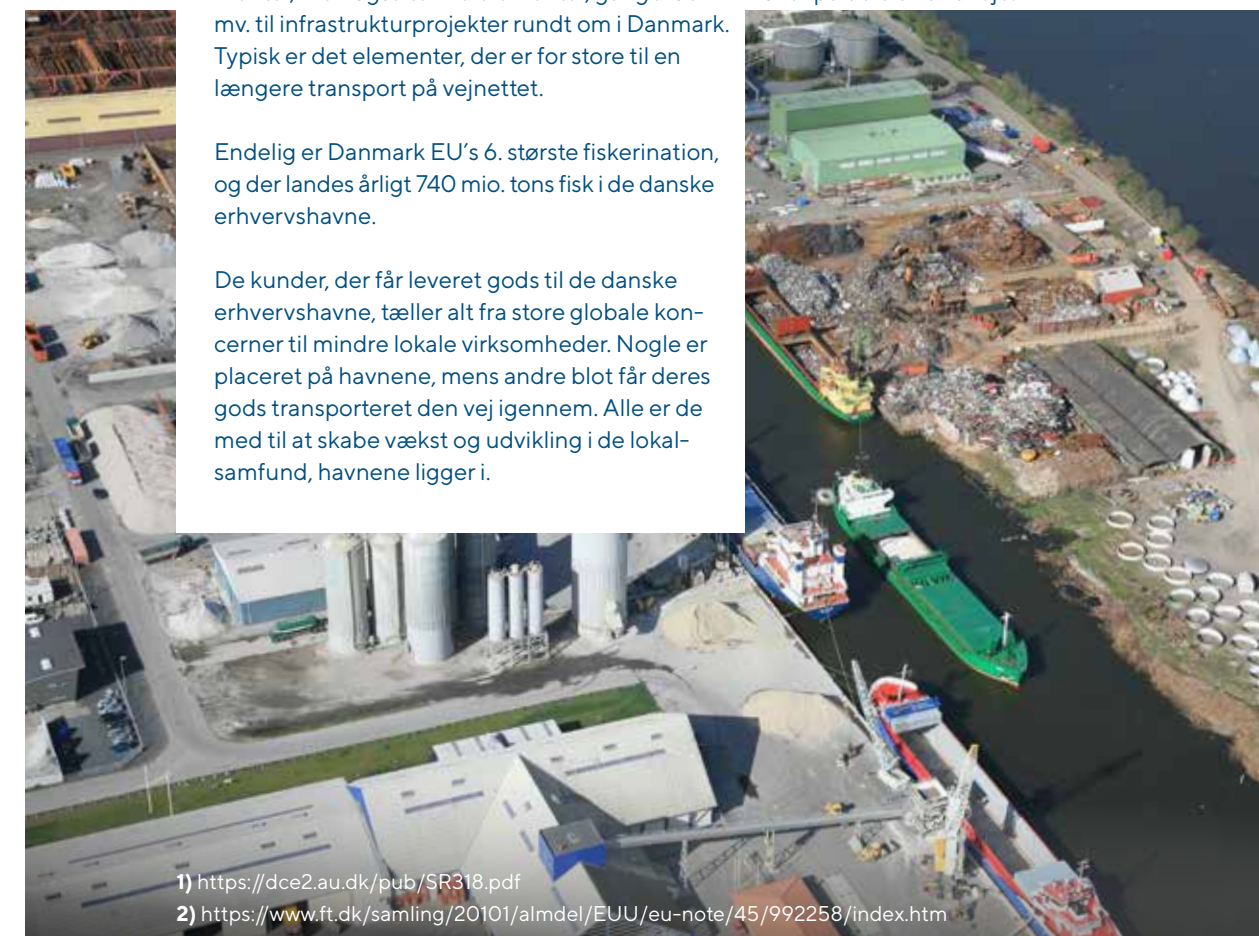 mv. til infrastrukturprojekter rundt om i Danmark.
Typisk er det elementer, der er for store til en
længere transport på vejnettet.
Endelig er Danmark EU's 6. største fiskerination,
og der landes årligt 740 mio. tons fisk i de danske
erhvervshavne.
De kunder, der får leveret gods til de danske
erhvervshavne, tæller alt fra store globale kon-
cerner til mindre lokale virksomheder. Nogle er
placeret på havnene, mens andre blot får deres
gods transporteret den vej igennem. Alle er de
med til at skabe vækst og udvikling i de lokal-
samfund, havnene ligger i.
1) https://dce2.au.dk/pub/SR318.pdf
2) https://www.ft.dk/samling/20101/almdel/EUU/eu-note/45/992258/index.htm